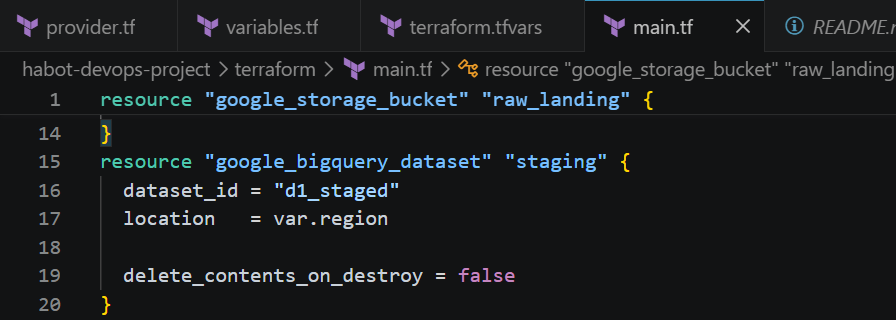 provider.tf variables.tf terraform.tfvars main.tf README.
habot-devops-project > terraform > main.tf > resource "google_storage_bucket" "raw_landing
1 resource "google_storage_bucket" "raw_landing" {
14 }
15 resource "google_bigquery_dataset" "staging" {
16 dataset_id = "d1_staged"
17 location = var.region
18
19 delete_contents_on_destroy = false
20 }